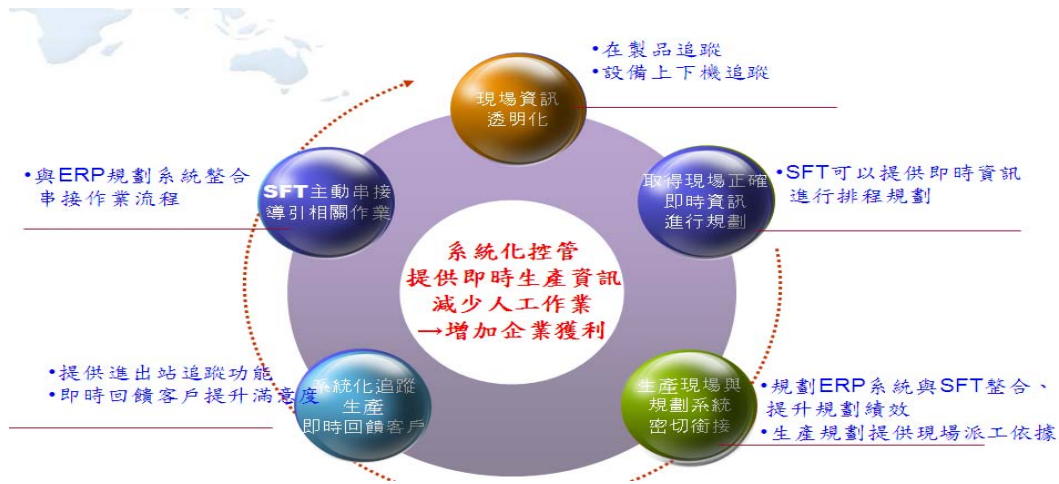 •在製品追蹤
•設備上下機追蹤
現場資訊
透明化
•與ERP規劃系統整合
串接作業流程
SFT主動串接
導引相關作業
取得現場正確
即時資訊
進行規劃
•SFT可以提供即時資訊
進行排程規劃
系統化控管
提供即時生產資訊
減少人工作業
→增加企業獲利
•提供進出站追蹤功能
•即時回饋客戶提升滿意度
系統化追蹤
生產
即時回饋客戶
生產現場與
規劃系統
密切銜接
•規劃ERP系統與SFT整合、
提升規劃績效
•生產規劃提供現場派工依據